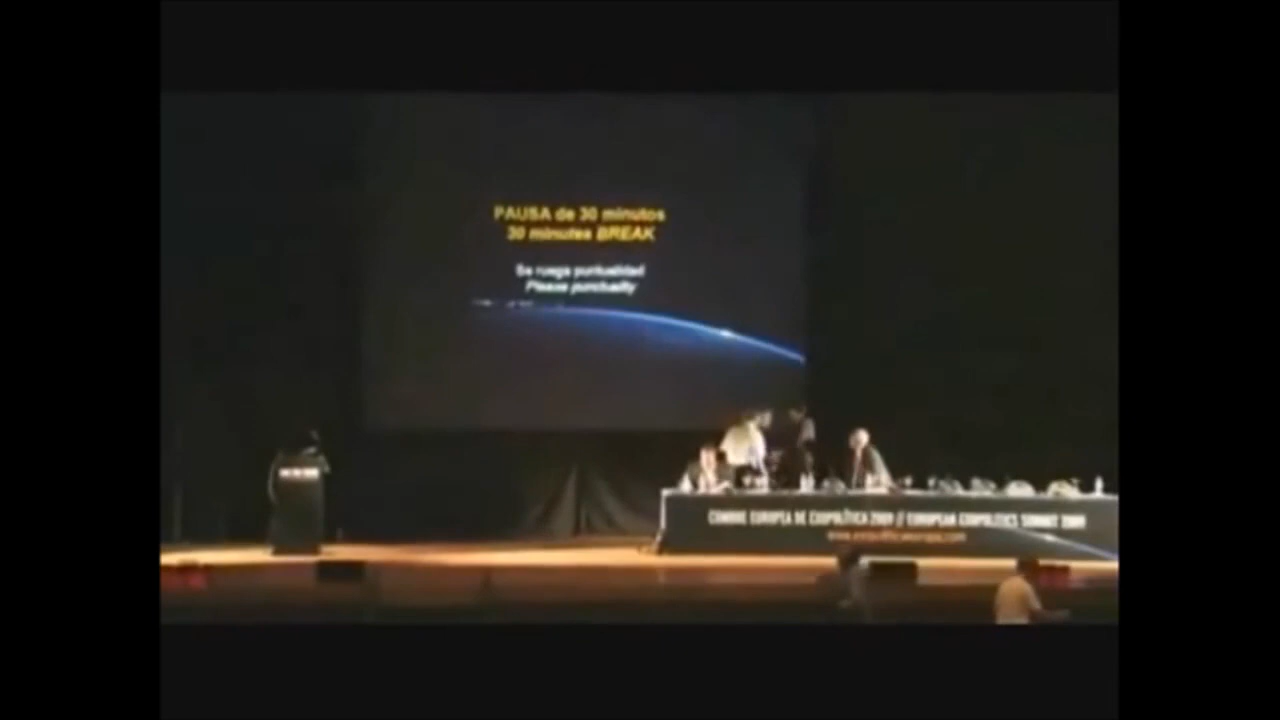 PAUSA de 30 minutos
30 minutes BREAK
Se ruega puntualidad
Please punctuality
CUMBRE EUROPEA DE EXOPOLÍTICA 2009 // EUROPEAN EXOPOLITICS SUMMIT 2009